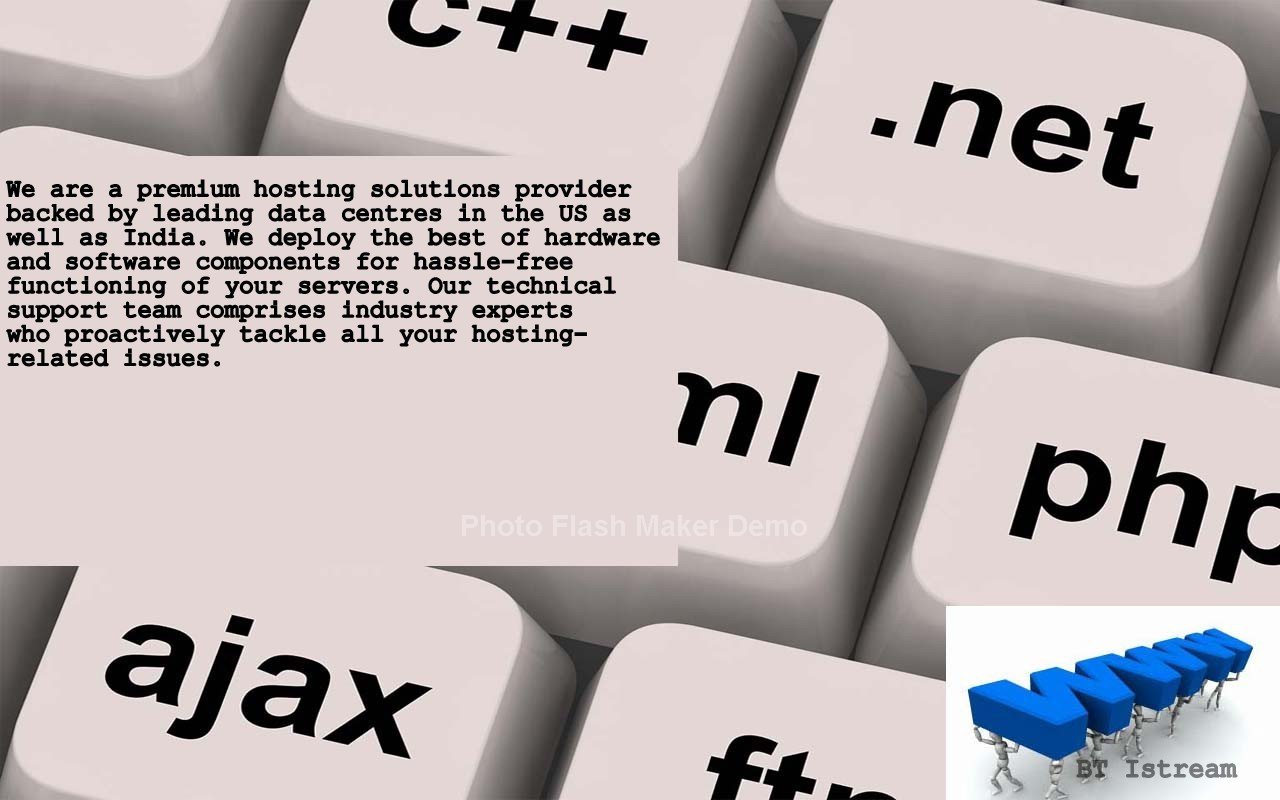 c++
.net
We are a premium hosting solutions provider
backed by leading data centres in the US as
well as India. We deploy the best of hardware
and software components for hassle-free
functioning of your servers. Our technical
support team comprises industry experts
who proactively tackle all your hosting-
related issues.
ml
php
Photo Flash Maker Demo
ajax
ftp
WWW
BT Istream